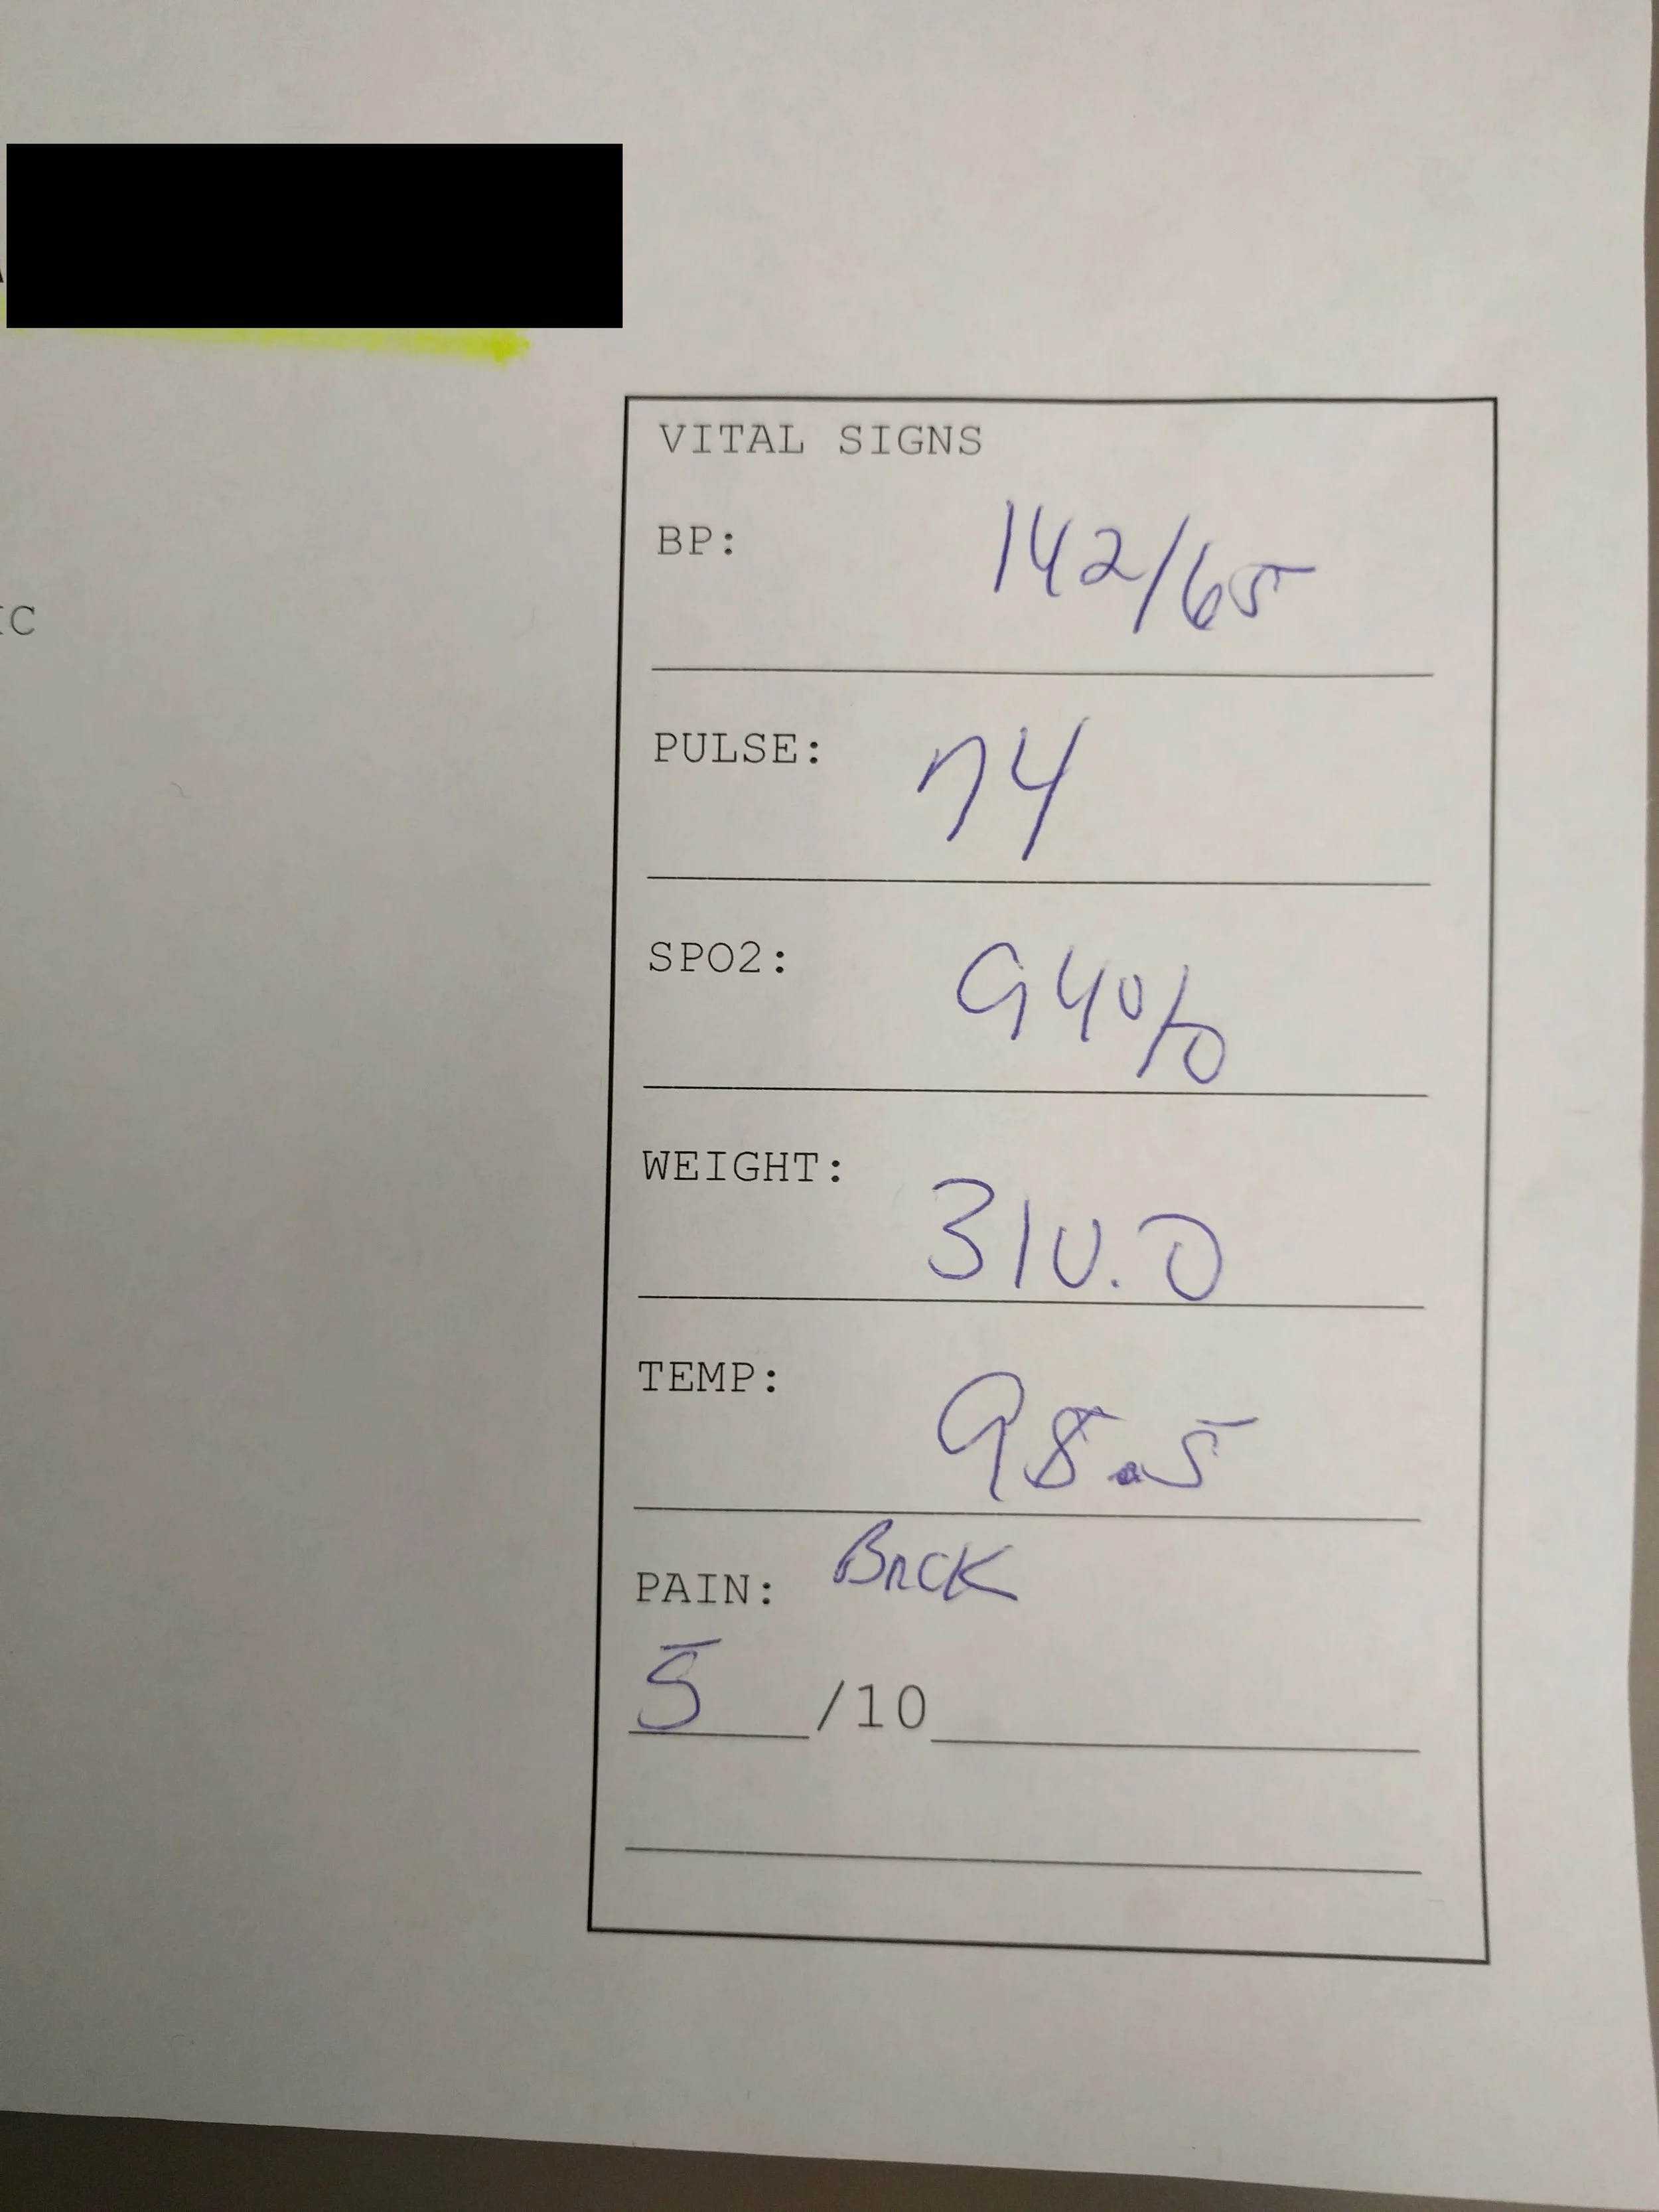 IC
VITAL SIGNS
BP: 142/65
PULSE: 74
SPO2: 94%
WEIGHT: 310.0
TEMP: 98.5
PAIN: BACK
5 /10